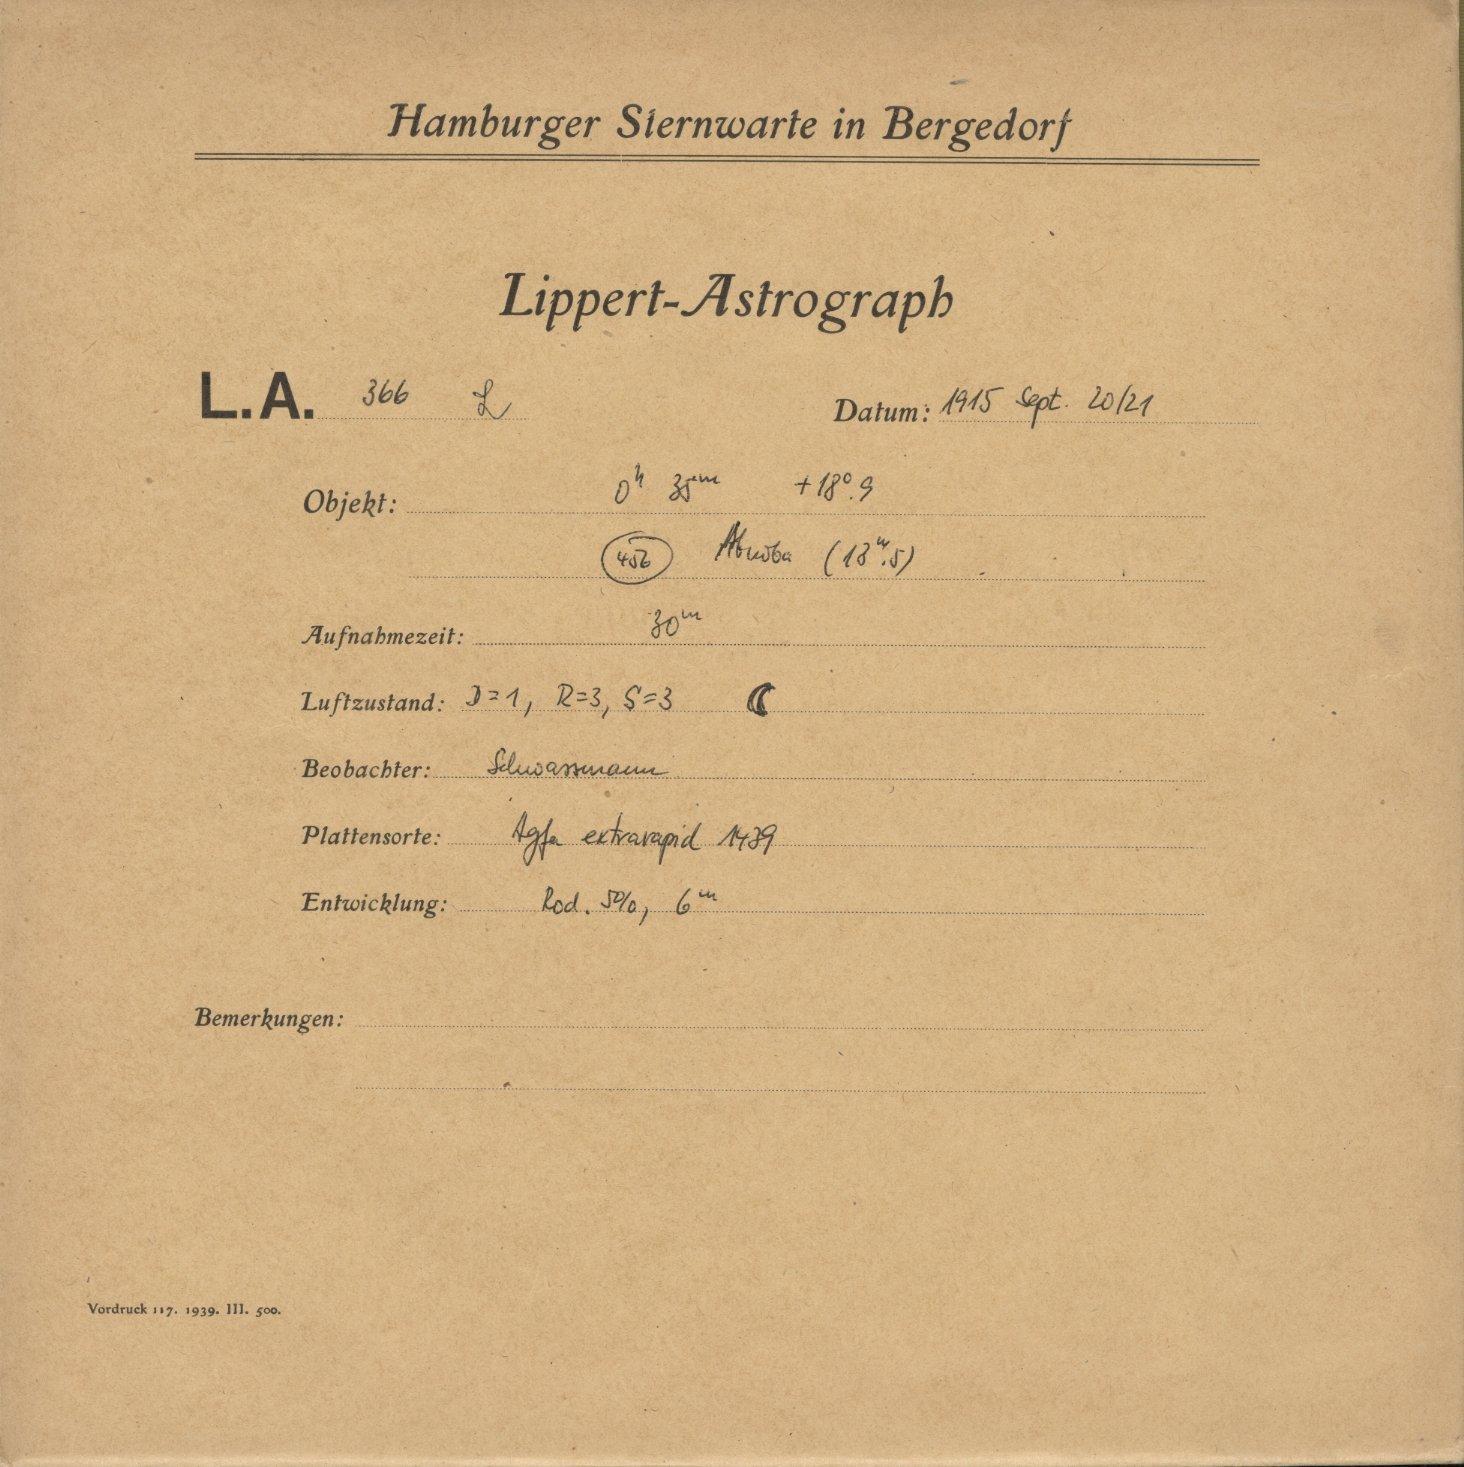 Hamburger Sternwarte in Bergedorf
Lippert-Astrograph
L.A. 366 L
Datum: 1915 Sept. 20/21
Objekt: 0ʰ 35ᵐ +18°.9
456 Abnoba (13ᵐ.5)
Aufnahmezeit: 30ᵐ
Luftzustand: D=1, R=3, S=3
Beobachter: Schwassmann
Plattensorte: Agfa extrarapid 1439
Entwicklung: Rod. 5%, 6ᵐ
Bemerkungen:
Vordruck 117. 1939. III. 500.